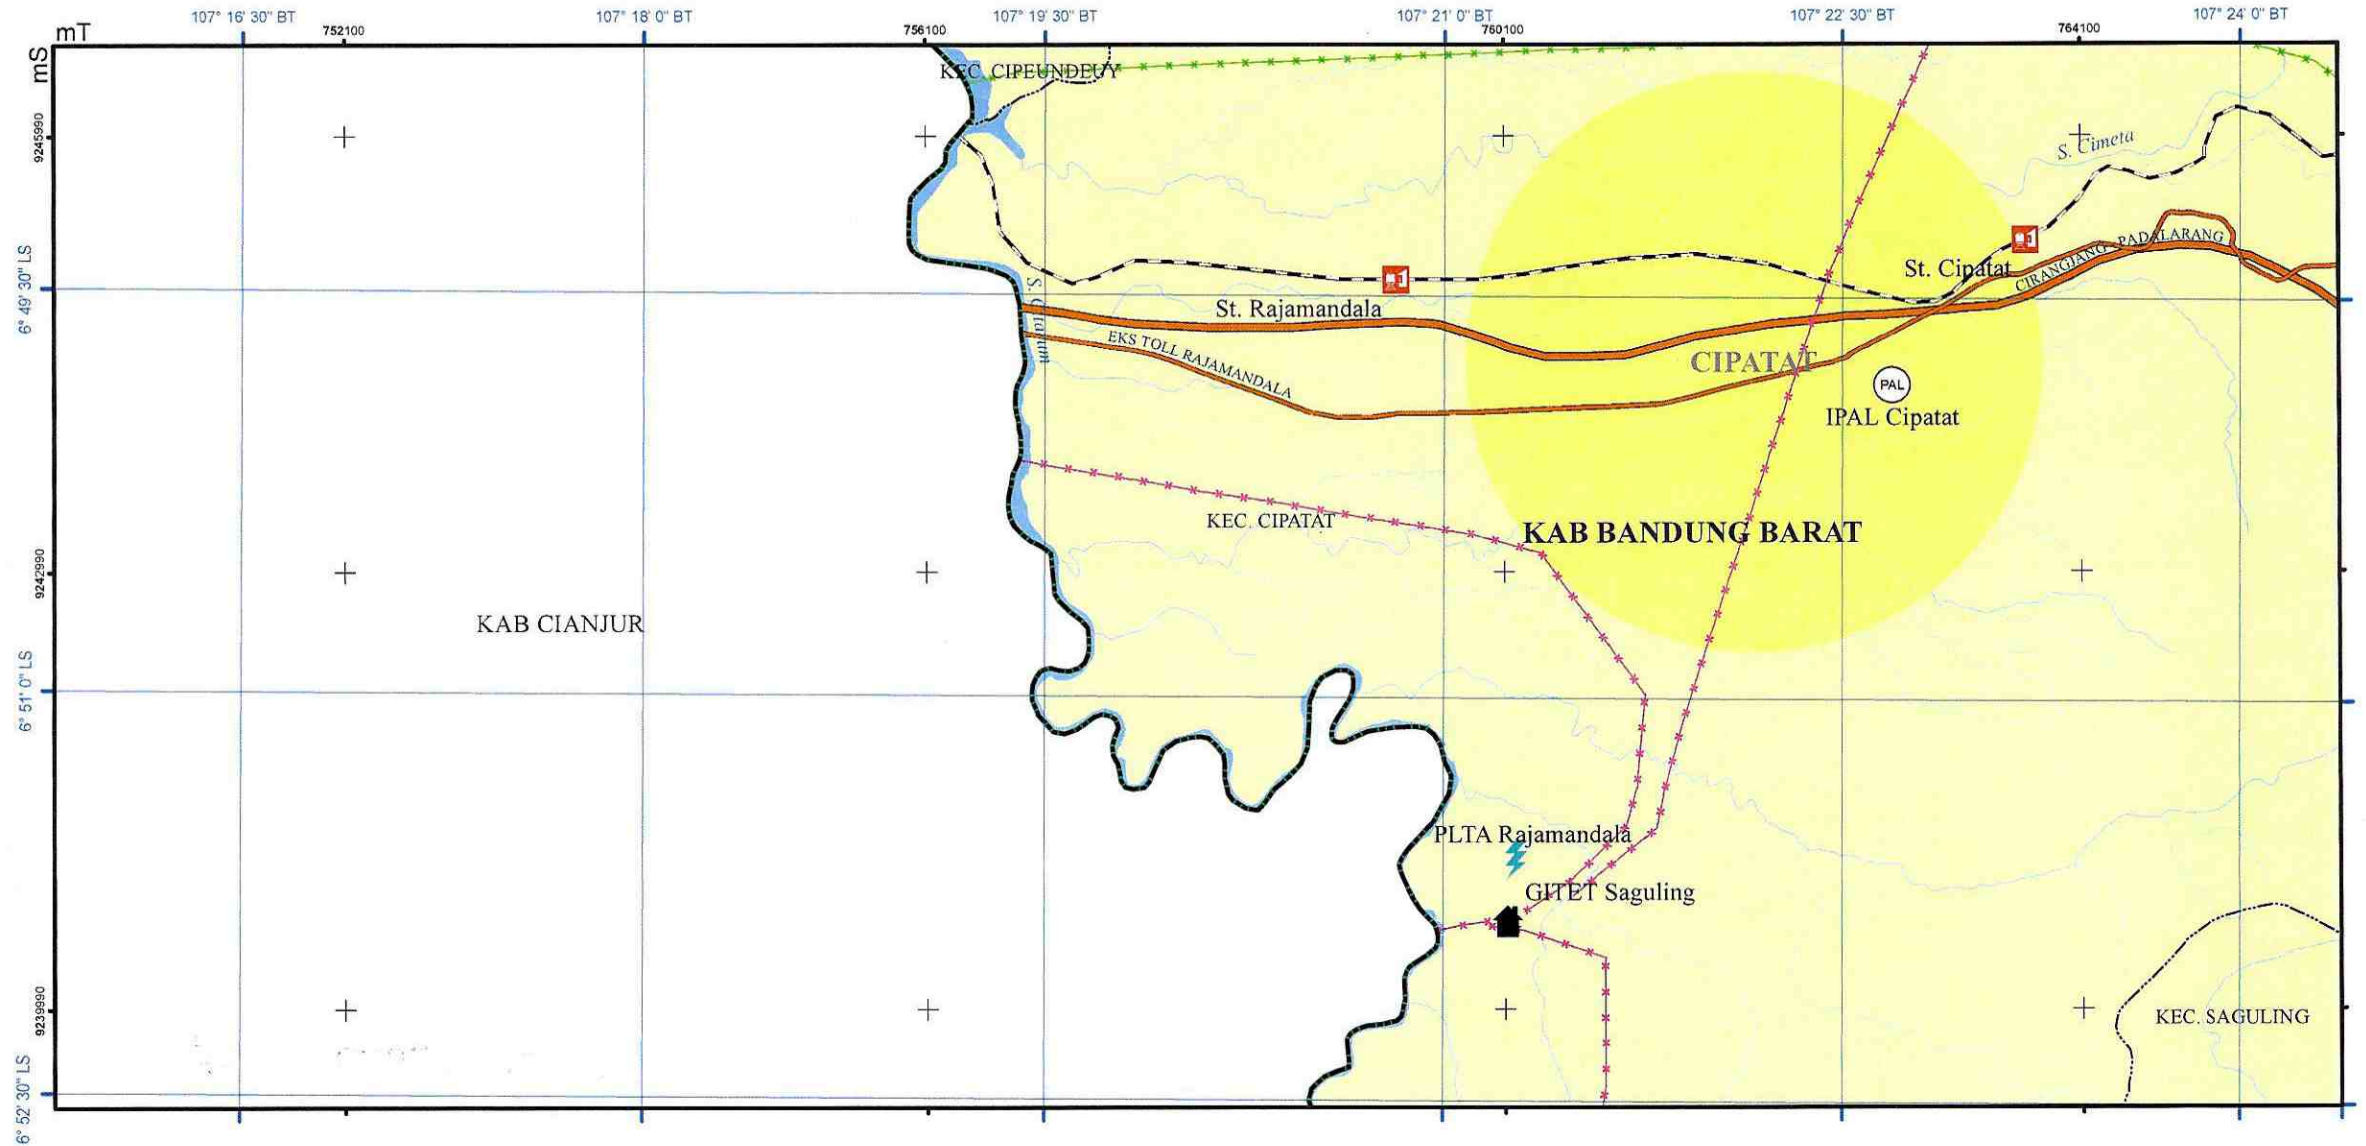 107° 16' 30" BT
107° 18' 0" BT
107° 19' 30" BT
107° 21' 0" BT
107° 22' 30" BT
107° 24' 0" BT
mT
752100
756100
760100
764100
mS
9245990
6° 49' 30" LS
9242990
6° 51' 0" LS
9239990
6° 52' 30" LS
KEC. CIPEUNDEUY
S. Cimeta
CIRANGJANG - PADALARANG
St. Cipatat
St. Rajamandala
S. Citarum
EKS TOLL RAJAMANDALA
CIPATAT
PAL
IPAL Cipatat
KEC. CIPATAT
KAB BANDUNG BARAT
KAB CIANJUR
PLTA Rajamandala
GITET Saguling
KEC. SAGULING